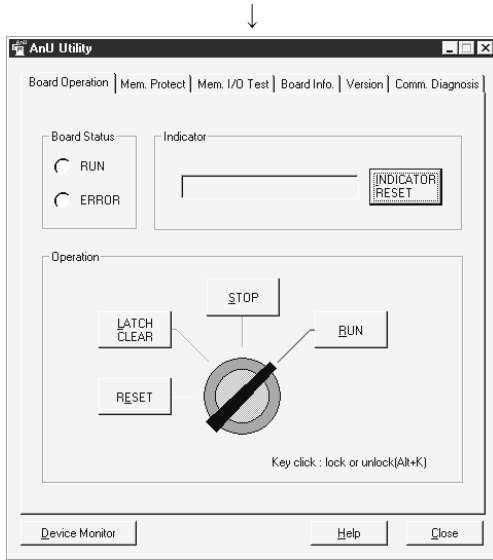 ↓
AnU Utility
Board Operation Mem. Protect Mem. I/O Test Board Info. Version Comm. Diagnosis
Board Status
Indicator
RUN
ERROR
INDICATOR
RESET
Operation
STOP
LATCH
CLEAR
RUN
RESET
Key click : lock or unlock(Alt+K)
Device Monitor
Help
Close